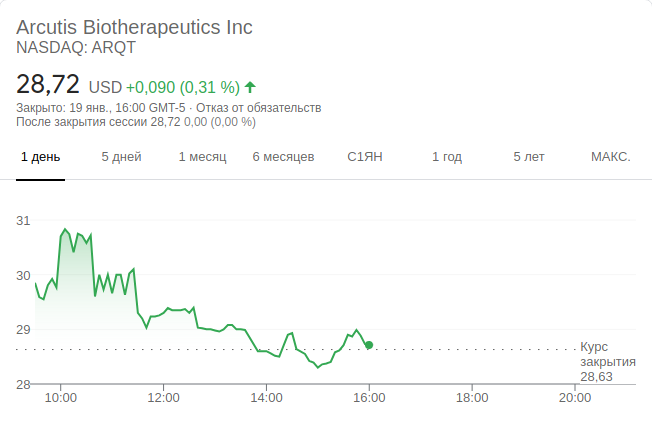 Arcutis Biotherapeutics Inc
NASDAQ: ARQT
28,72 USD +0,090 (0,31 %)
Закрыто: 19 янв., 16:00 GMT-5 · Отказ от обязательств
После закрытия сессии 28,72 0,00 (0,00 %)
1 день 5 дней 1 месяц 6 месяцев С1ЯН 1 год 5 лет МАКС.
31
30
29
Курс
закрытия
28,63
28
10:00 12:00 14:00 16:00 18:00 20:00